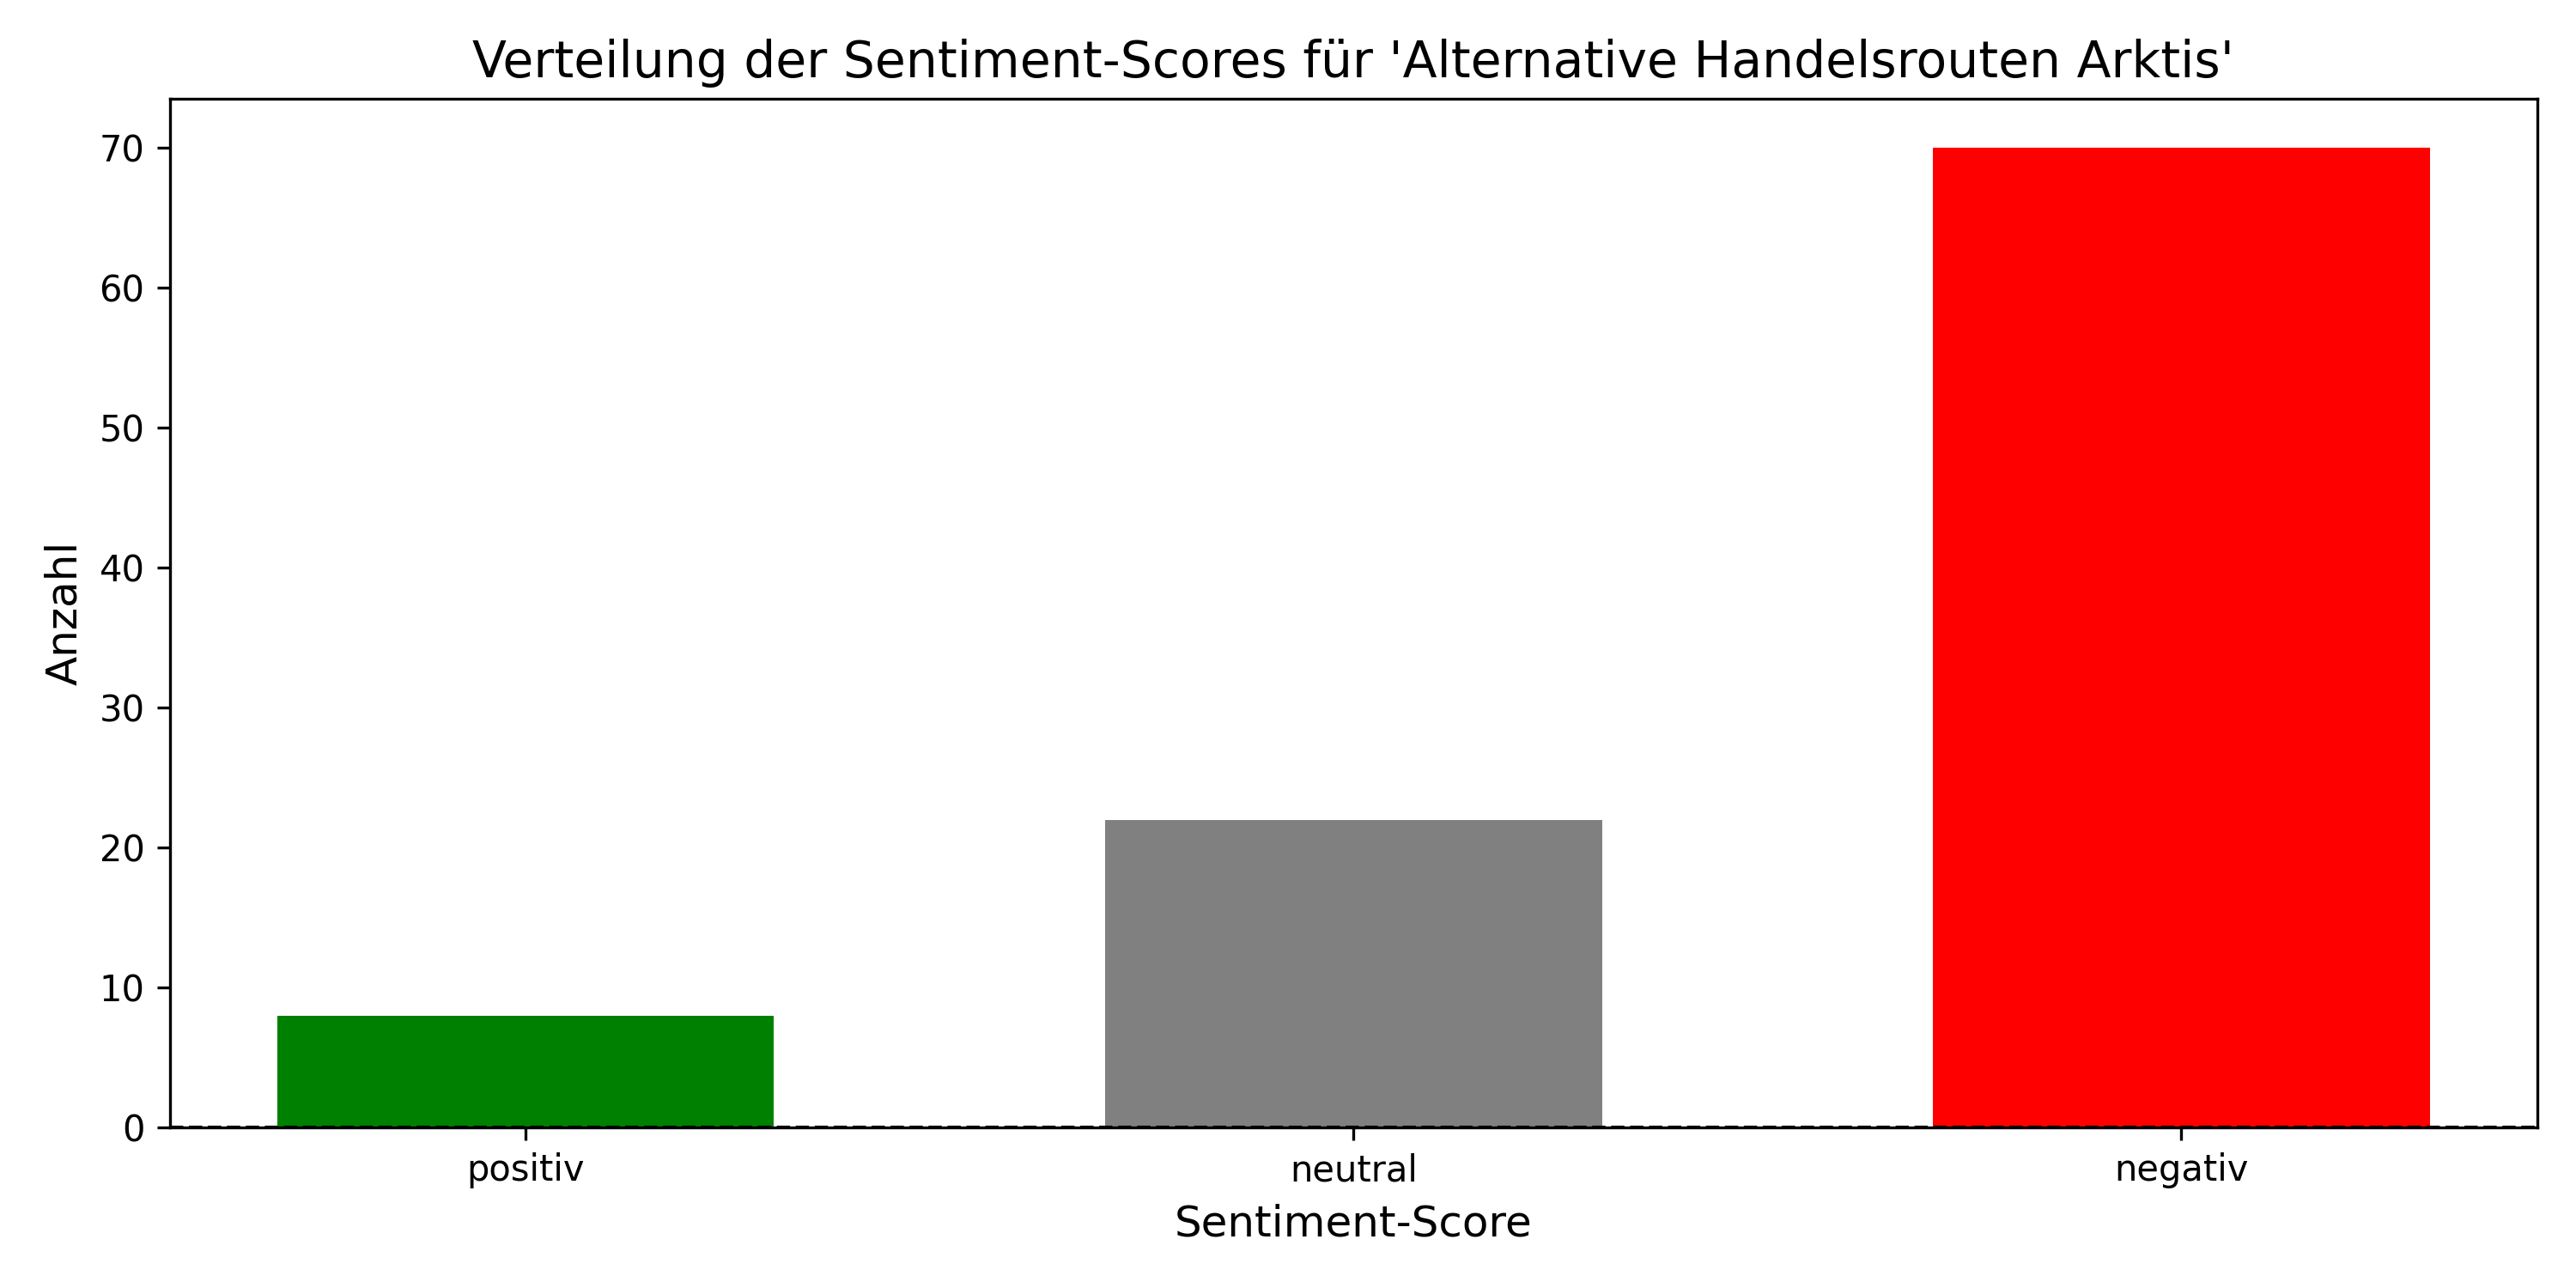 Verteilung der Sentiment-Scores für 'Alternative Handelsrouten Arktis'
70
60
50
40
30
20
10
0
Anzahl
positiv neutral negativ
Sentiment-Score